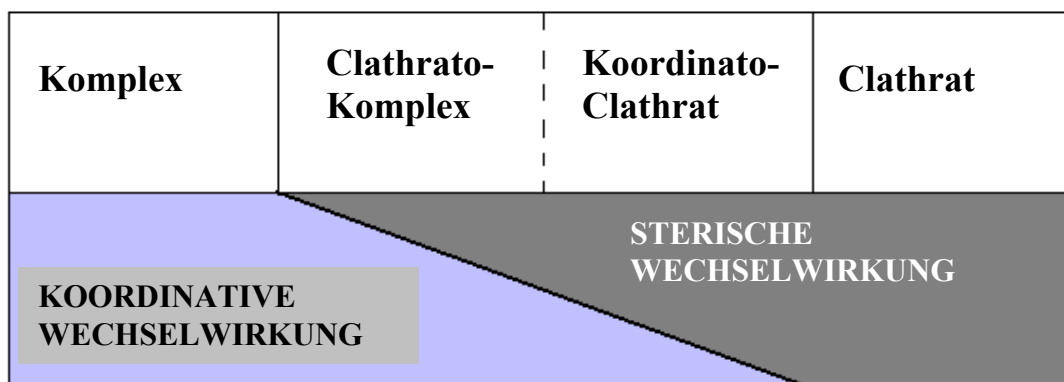 Komplex
Clathrato-
Komplex
Koordinato-
Clathrat
Clathrat
STERISCHE
WECHSELWIRKUNG
KOORDINATIVE
WECHSELWIRKUNG